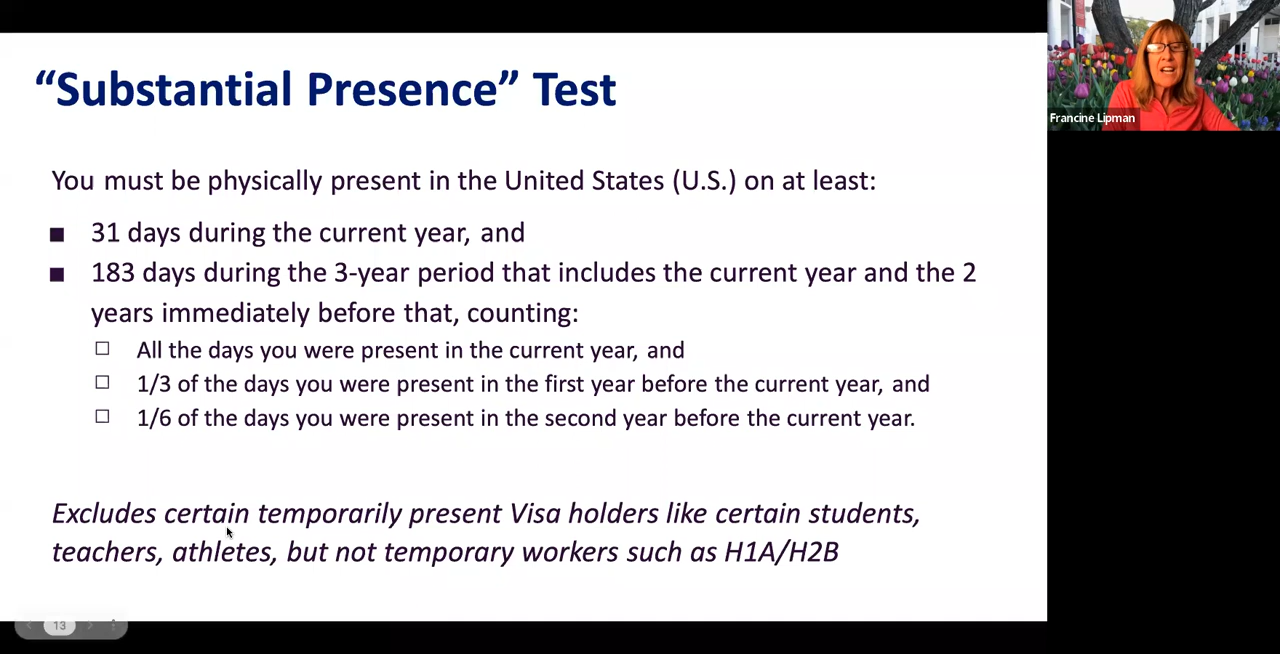 “Substantial Presence” Test
Francine Lipman
You must be physically present in the United States (U.S.) on at least:
31 days during the current year, and
183 days during the 3-year period that includes the current year and the 2
years immediately before that, counting:
All the days you were present in the current year, and
1/3 of the days you were present in the first year before the current year, and
1/6 of the days you were present in the second year before the current year.
Excludes certain temporarily present Visa holders like certain students,
teachers, athletes, but not temporary workers such as H1A/H2B
13